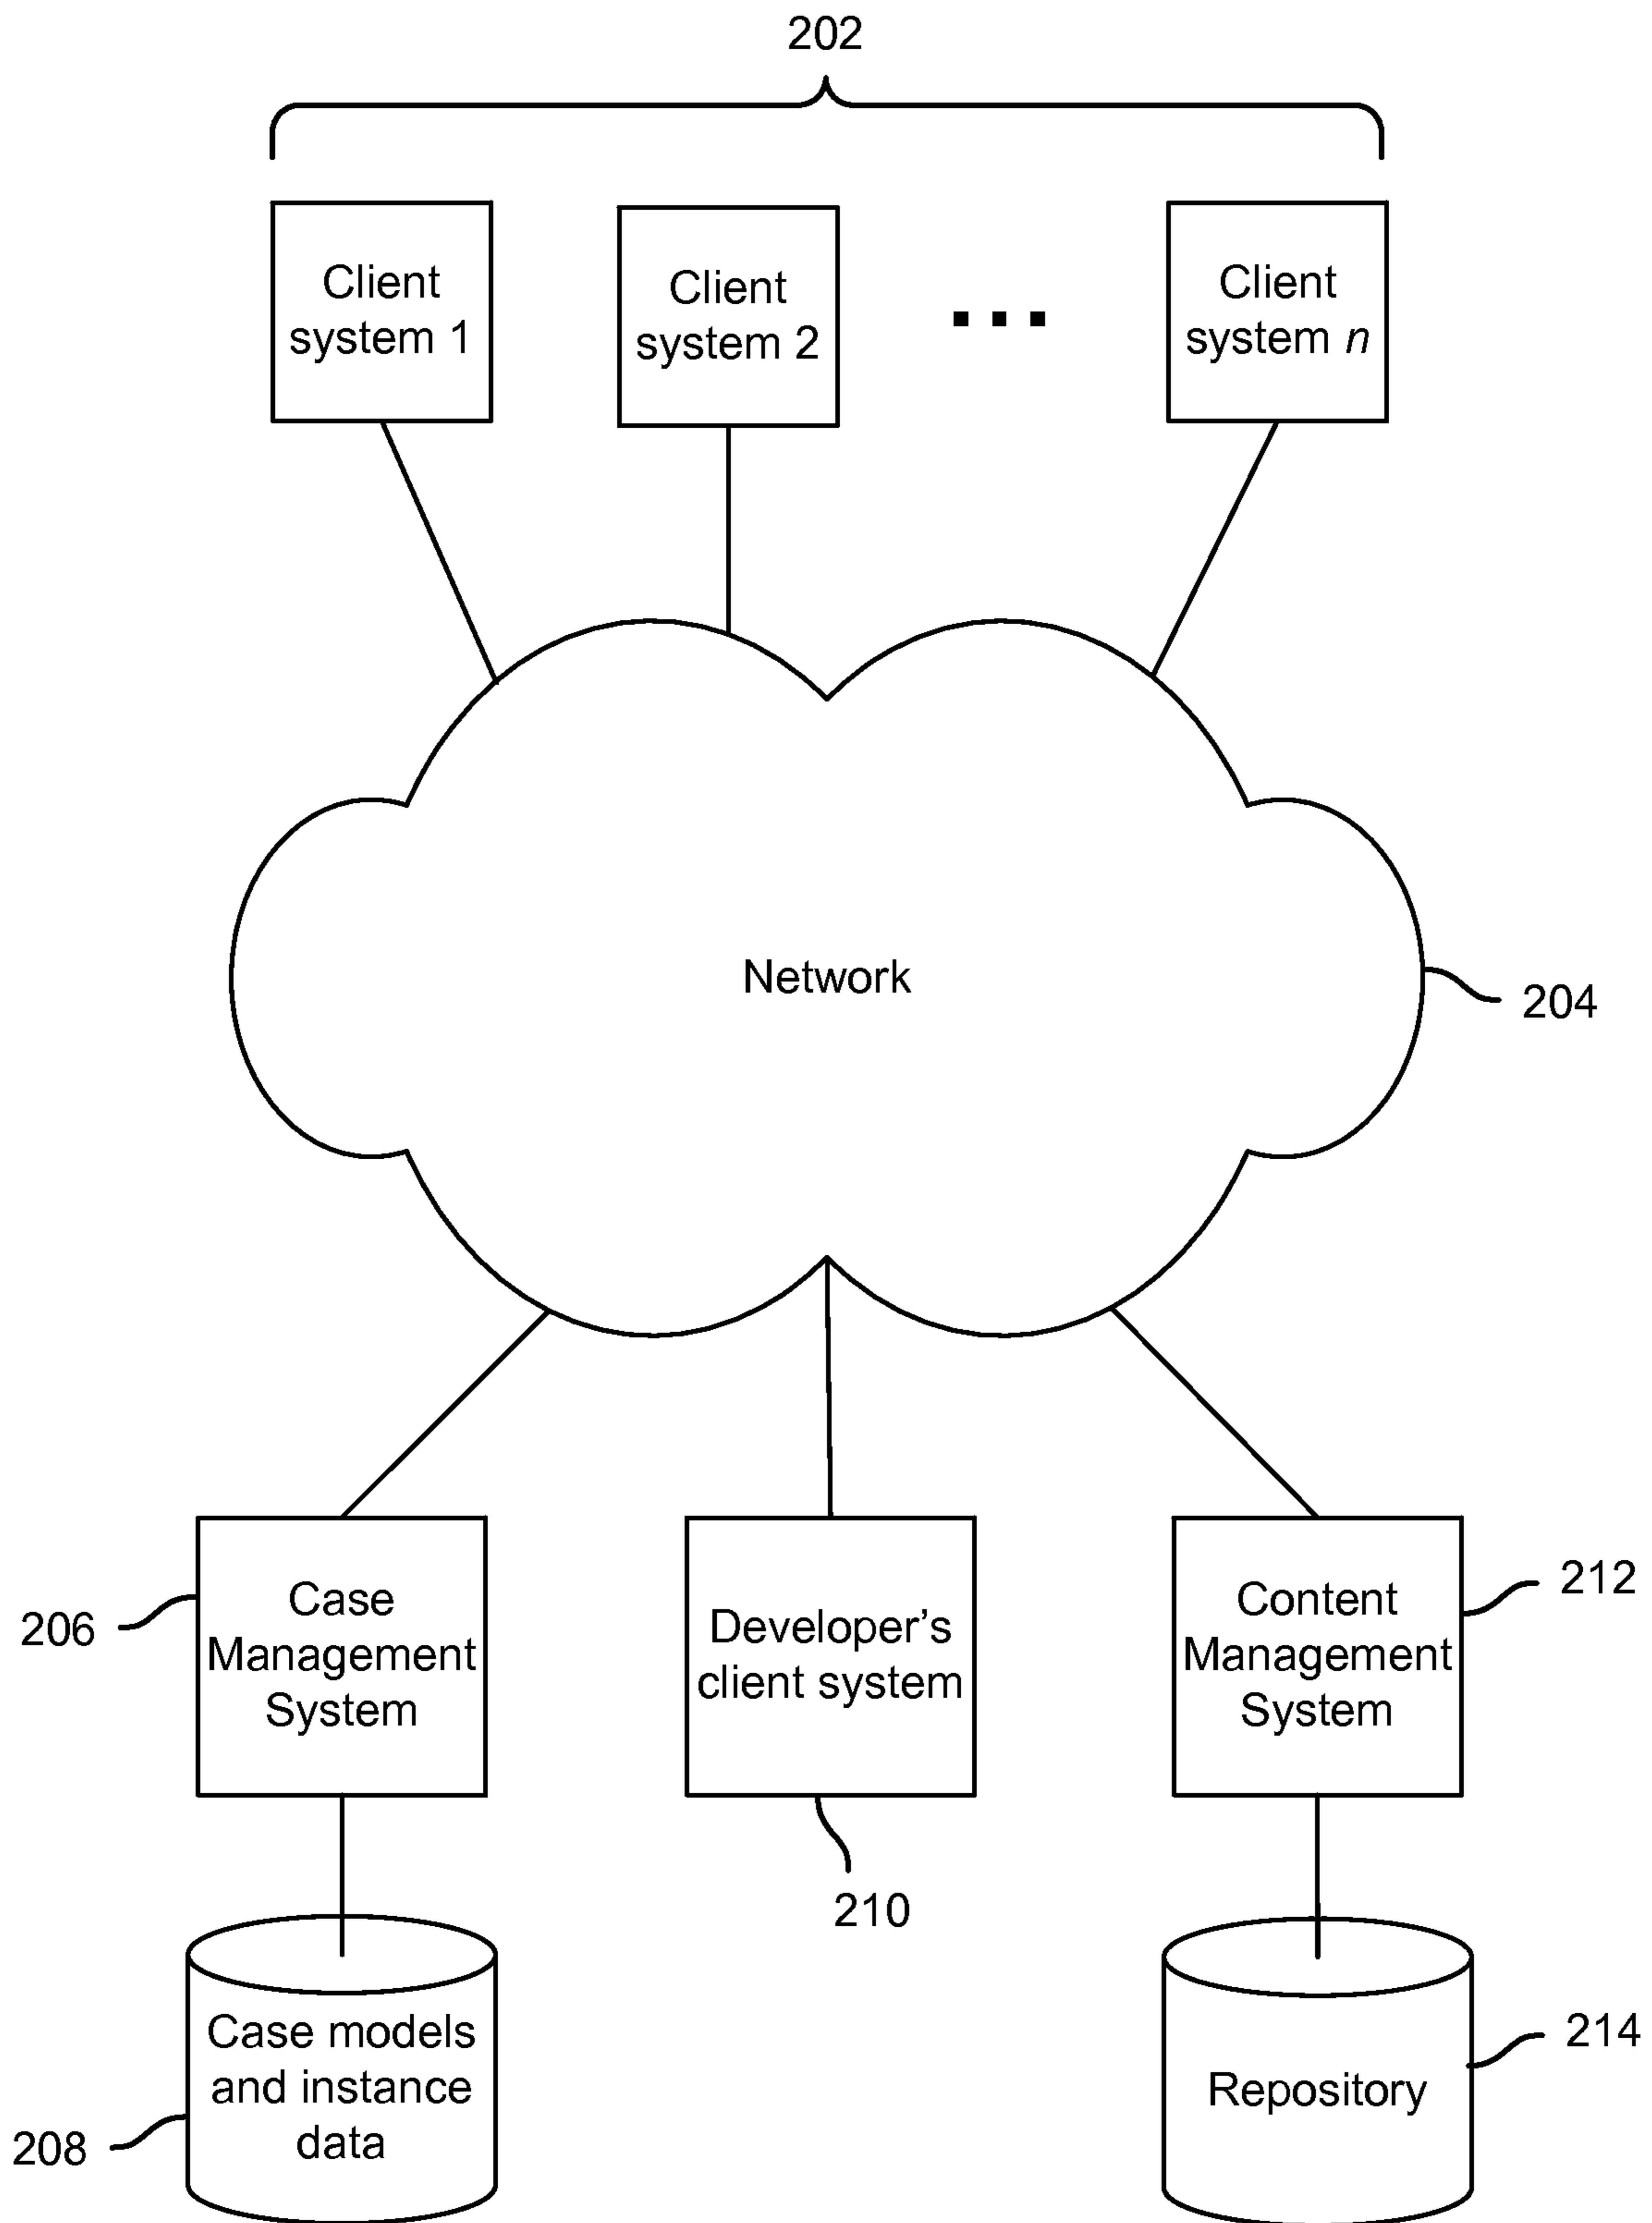 202
Client
system 1
Client
system 2
Client
system n
Network
204
Case
Management
System
206
Developer's
client system
210
Content
Management
System
212
Case models
and instance
data
208
Repository
214